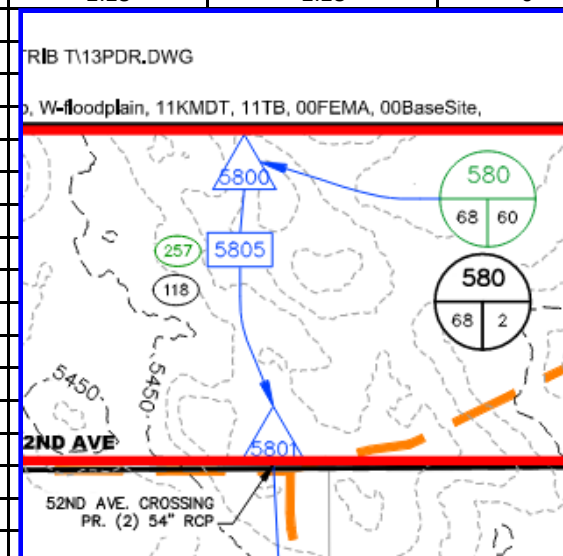 TRIB T\13PDR.DWG
W-floodplain, 11KMDT, 11TB, 00FEMA, 00BaseSite,
5800
580
68 60
257
5805
118
580
68 2
5450
5450
2ND AVE
5801
52ND AVE. CROSSING
PR. (2) 54" RCP